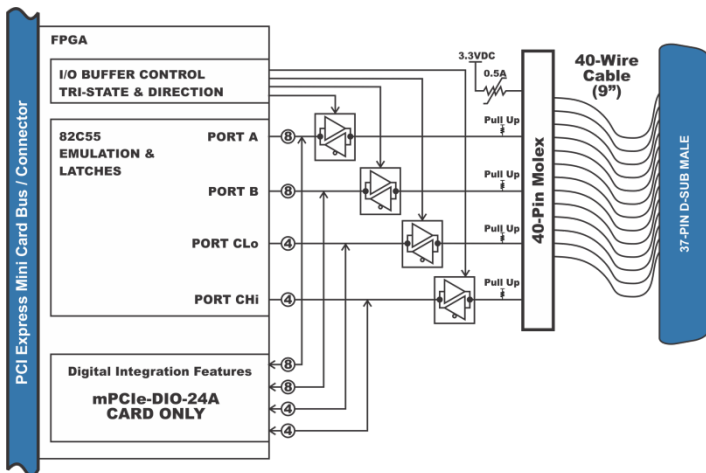 PCI Express Mini Card Bus / Connector
FPGA
I/O BUFFER CONTROL
TRI-STATE & DIRECTION
82C55
EMULATION &
LATCHES
PORT A
8
PORT B
8
PORT CLo
4
PORT CHi
4
Digital Integration Features
mPCIe-DIO-24A
CARD ONLY
8
8
4
4
3.3VDC
0.5A
Pull Up
Pull Up
Pull Up
Pull Up
40-Pin Molex
40-Wire
Cable
(9”)
37-PIN D-SUB MALE